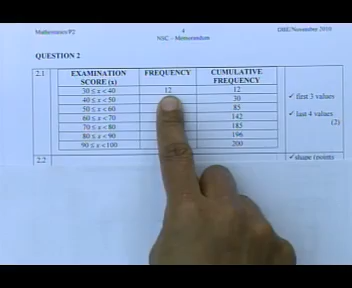 Mathematics/P2 4 DBE/November 2010
NSC – Memorandum
QUESTION 2
2.1 EXAMINATION SCORE (x) FREQUENCY CUMULATIVE FREQUENCY
30 ≤ x < 40 12 12
40 ≤ x < 50 30
50 ≤ x < 60 85
60 ≤ x < 70 142
70 ≤ x < 80 185
80 ≤ x < 90 196
90 ≤ x < 100 200
✓ first 3 values
✓ last 4 values
(2)
2.2 ✓ shape (points